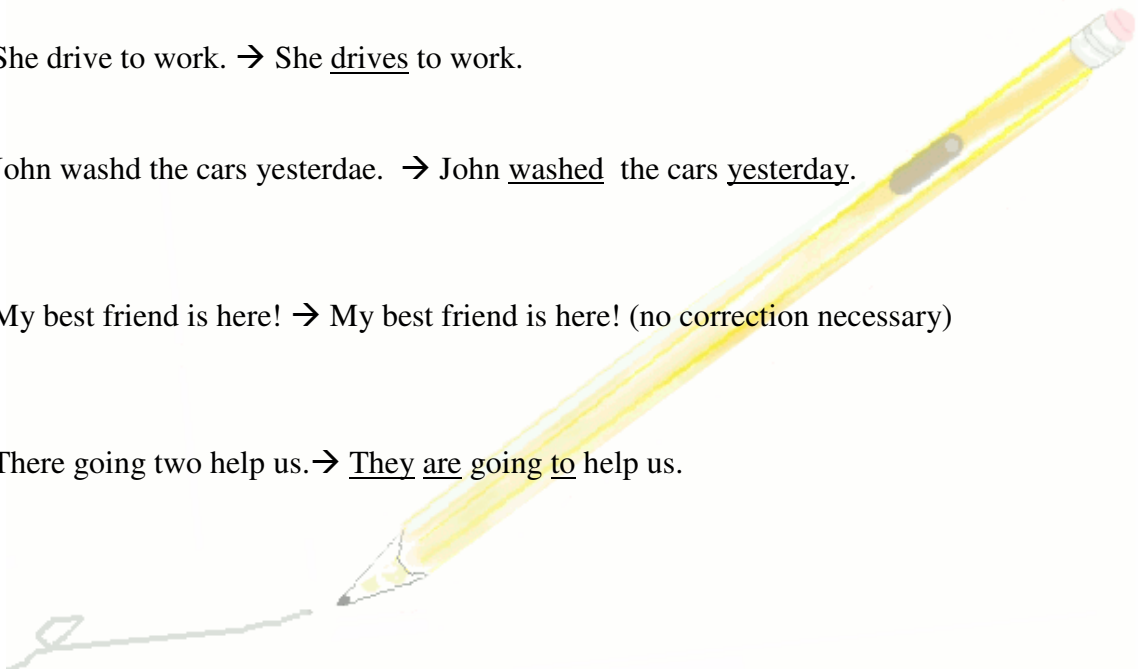 She drive to work. → She drives to work.
John washd the cars yesterdae. → John washed the cars yesterday.
My best friend is here! → My best friend is here! (no correction necessary)
There going two help us.→ They are going to help us.